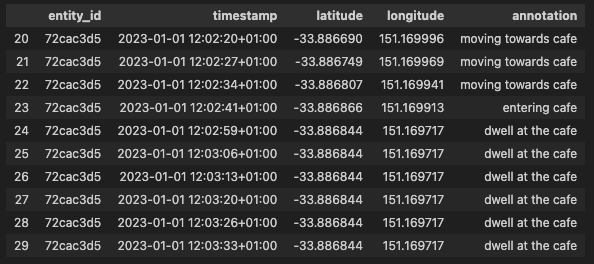 entity_id timestamp latitude longitude annotation
20 72cac3d5 2023-01-01 12:02:20+01:00 -33.886690 151.169996 moving towards cafe
21 72cac3d5 2023-01-01 12:02:27+01:00 -33.886749 151.169969 moving towards cafe
22 72cac3d5 2023-01-01 12:02:34+01:00 -33.886807 151.169941 moving towards cafe
23 72cac3d5 2023-01-01 12:02:41+01:00 -33.886866 151.169913 entering cafe
24 72cac3d5 2023-01-01 12:02:59+01:00 -33.886844 151.169717 dwell at the cafe
25 72cac3d5 2023-01-01 12:03:06+01:00 -33.886844 151.169717 dwell at the cafe
26 72cac3d5 2023-01-01 12:03:13+01:00 -33.886844 151.169717 dwell at the cafe
27 72cac3d5 2023-01-01 12:03:20+01:00 -33.886844 151.169717 dwell at the cafe
28 72cac3d5 2023-01-01 12:03:26+01:00 -33.886844 151.169717 dwell at the cafe
29 72cac3d5 2023-01-01 12:03:33+01:00 -33.886844 151.169717 dwell at the cafe